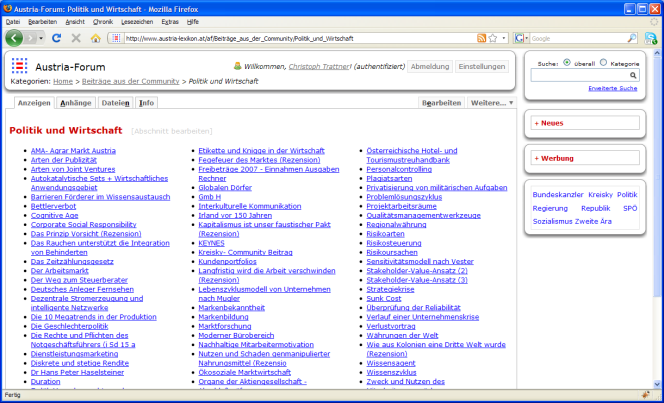 Austria-Forum: Politik und Wirtschaft - Mozilla Firefox
Datei Bearbeiten Ansicht Chronik Lesezeichen Extras Hilfe
http://www.austria-lexikon.at/af/Beiträge_aus_der_Community/Politik_und_Wirtschaft
Google
Austria-Forum
Willkommen, Christoph Trattner! (authentifiziert) Abmeldung Einstellungen
Kategorien: Home > Beiträge aus der Community > Politik und Wirtschaft
Suche: überall Kategorie
Erweiterte Suche
Anzeigen Anhänge Dateien Info Bearbeiten Weitere...
+ Neues
+ Werbung
Bundeskanzler Kreisky Politik
Regierung Republik SPÖ
Sozialismus Zweite Ära
Politik und Wirtschaft [Abschnitt bearbeiten]
AMA- Agrar Markt Austria
Arten der Publizität
Arten von Joint Ventures
Autokatalytische Sets + Wirtschaftliches
Anwendungsgebiet
Barrieren Förderer im Wissensaustausch
Bettlerverbot
Cognitive Age
Corporate Social Responsibility
Das Prinzip Vorsicht (Rezension)
Das Rauchen unterstützt die Integration
von Behinderten
Das Zeitzählungsgesetz
Der Arbeitmarkt
Der Weg zum Steuerberater
Deutsches Anleger Fernsehen
Dezentrale Stromerzeugung und
intelligente Netzwerke
Die 10 Megatrends in der Produktion
Die Geschlechterpolitik
Die Rechte und Pflichten des
Notgeschäftsführers (i Sd 15 a
Dienstleistungsmarketing
Diskrete und stetige Rendite
Dr Hans Peter Haselsteiner
Duration
Etikette und Knigge in der Wirtschaft
Fegefeuer des Marktes (Rezension)
Freibeträge 2007 - Einnahmen Ausgaben
Rechner
Globalen Dörfer
Gmb H
Interkulturelle Kommunikation
Irland vor 150 Jahren
Kapitalismus ist unser faustischer Pakt
(Rezension)
KEYNES
Kreisky- Community Beitrag
Kundenportfolios
Langfristig wird die Arbeit verschwinden
(Rezension)
Lebenszyklusmodell von Unternehmen
nach Mugler
Markenbekanntheit
Markenbildung
Marktforschung
Moderner Bürobereich
Nachhaltige Mitarbeitermotivation
Nutzen und Schaden genmanipulierter
Nahrungsmittel (Rezensio
Ökosoziale Marktwirtschaft
Organe der Aktiengesellschaft -
Österreichische Hotel- und
Tourismustreuhandbank
Personalcontrolling
Plagiatsarten
Privatisierung von militärischen Aufgaben
Problemlösungszyklus
Projektarbeitsräume
Qualitätsmanagementwerkzeuge
Regionalwährung
Risikoarten
Risikosteuerung
Risikoursachen
Sensitivitätsmodell nach Vester
Stakeholder-Value-Ansatz (2)
Stakeholder-Value-Ansatz (3)
Strategiekrise
Sunk Cost
Überprüfung der Reliabilität
Verlauf einer Unternehmenskrise
Verlustvortrag
Währungen der Welt
Wie aus Kolonien eine Dritte Welt wurde
(Rezension)
Wissensagent
Wissenszyklus
Zweck und Nutzen des
Fertig